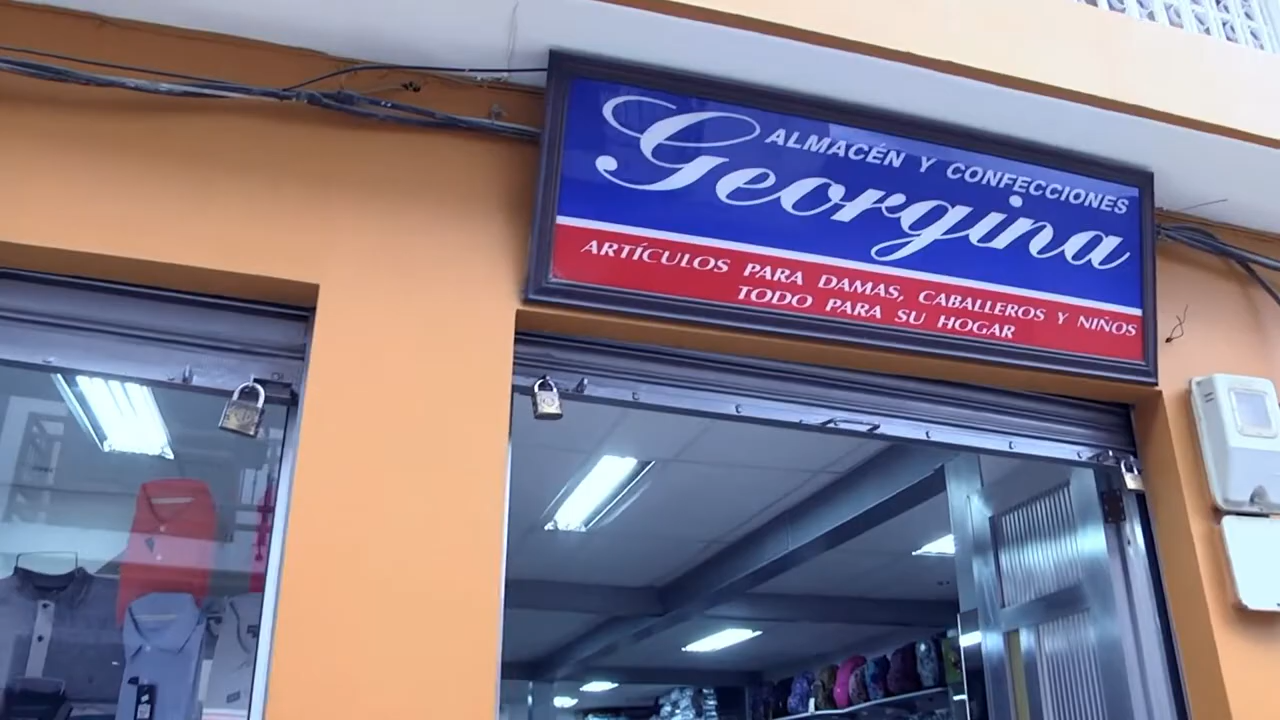 ALMACÉN Y CONFECCIONES
Georgina
ARTÍCULOS PARA DAMAS, CABALLEROS Y NIÑOS
TODO PARA SU HOGAR